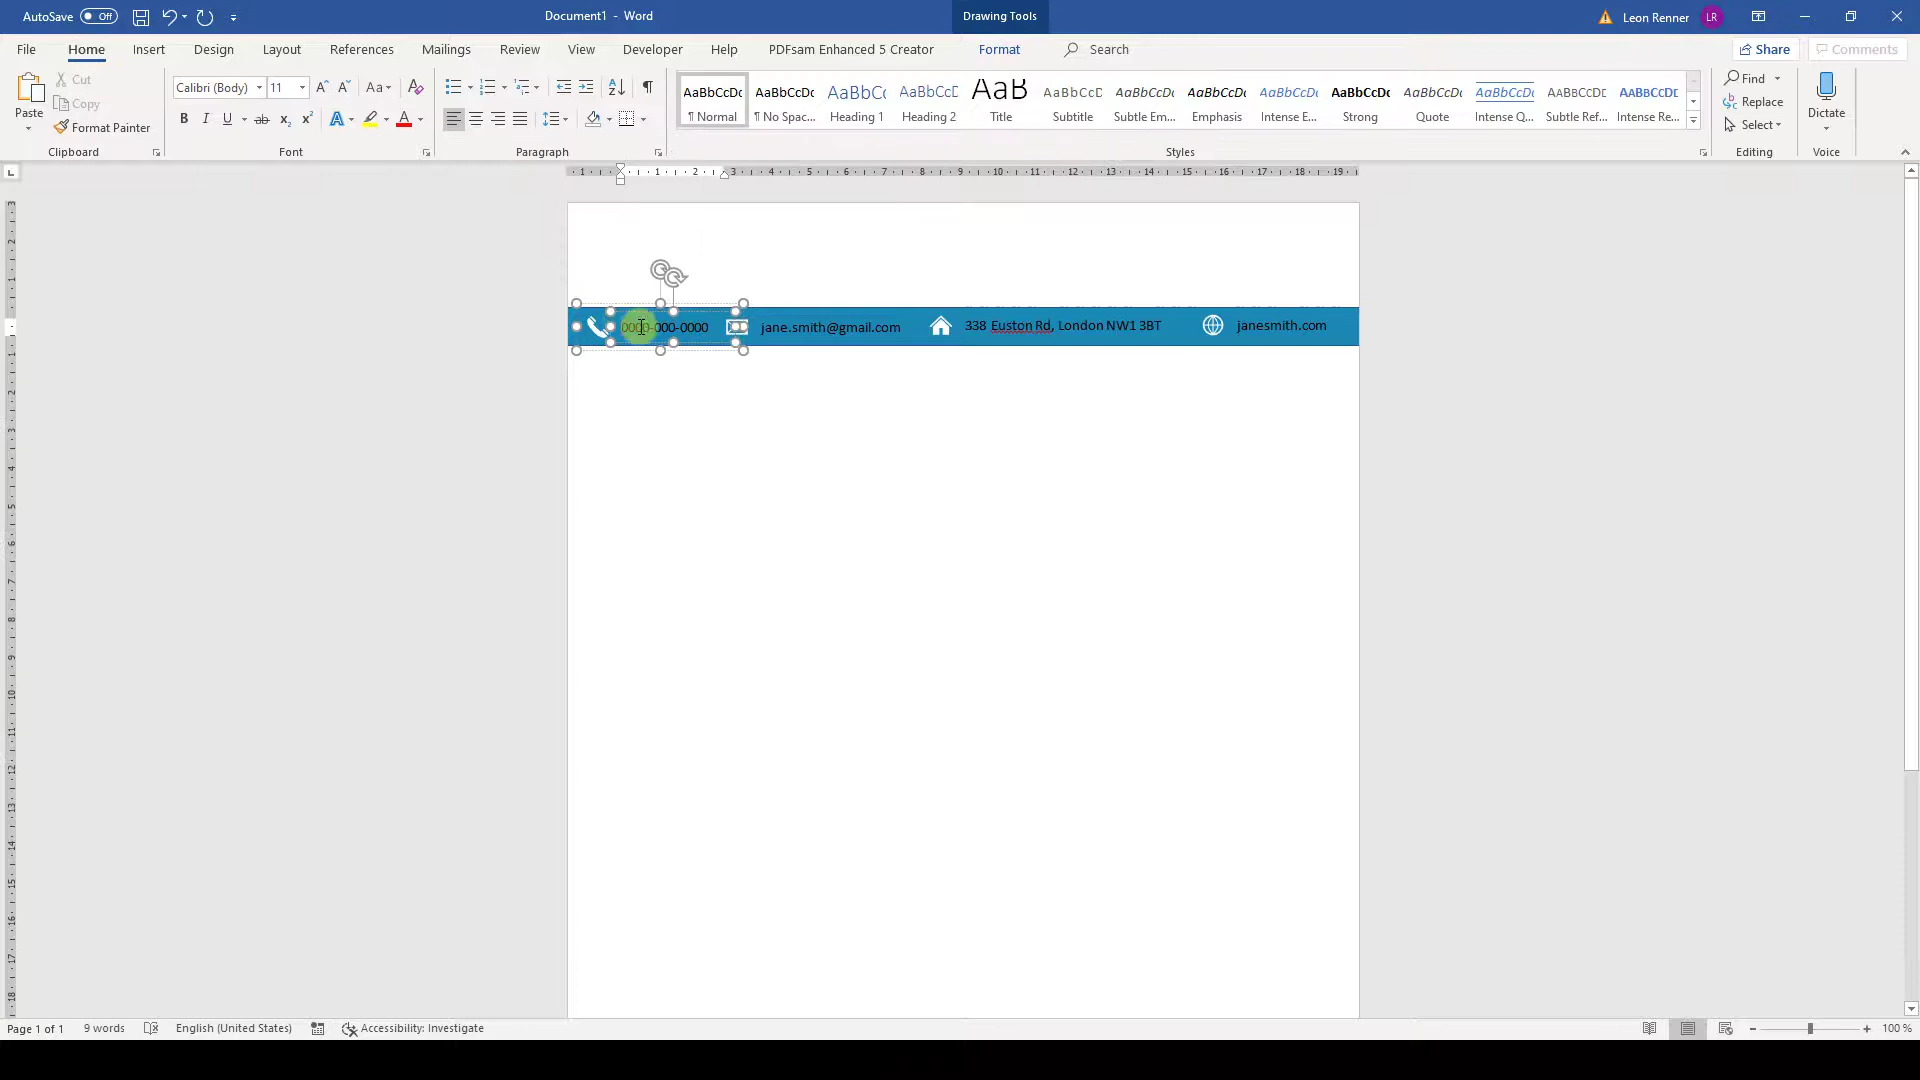 AutoSave Off
Document1 - Word
Drawing Tools
Leon Renner LR
File Home Insert Design Layout References Mailings Review View Developer Help PDFsam Enhanced 5 Creator Format Search
Share Comments
Paste
Cut
Copy
Format Painter
Clipboard
Calibri (Body) 11
Font
Paragraph
AaBbCcDc AaBbCcDc AaBbCc AaBbCcD AaB AaBbCcD AaBbCcDc AaBbCcDc AaBbCcDc AaBbCcDc AaBbCcDc AaBbCcDc AABBCCDC AABBCCDC
¶ Normal ¶ No Spac... Heading 1 Heading 2 Title Subtitle Subtle Em... Emphasis Intense E... Strong Quote Intense Q... Subtle Ref... Intense Re...
Styles
Find
Replace
Select
Editing
Dictate
Voice
0000-000-0000 jane.smith@gmail.com 338 Euston Rd, London NW1 3BT janesmith.com
Page 1 of 1 9 words English (United States) Accessibility: Investigate
100 %